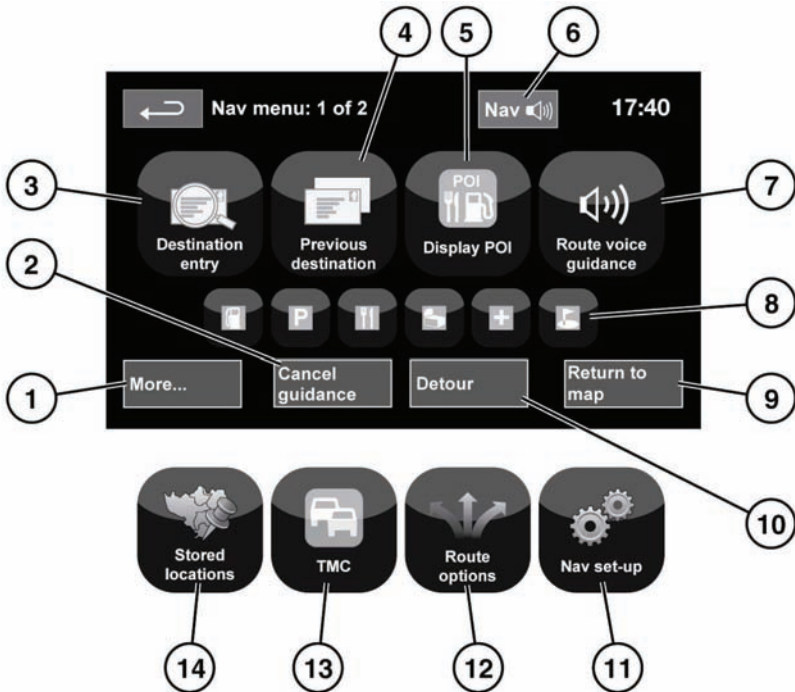 4
5
6
Nav menu: 1 of 2
Nav
17:40
3
7
POI
Destination
entry
Previous
destination
Display POI
Route voice
guidance
2
P
8
1
More...
Cancel
guidance
Detour
Return to
map
9
10
Stored
locations
TMC
Route
options
Nav set-up
14
13
12
11